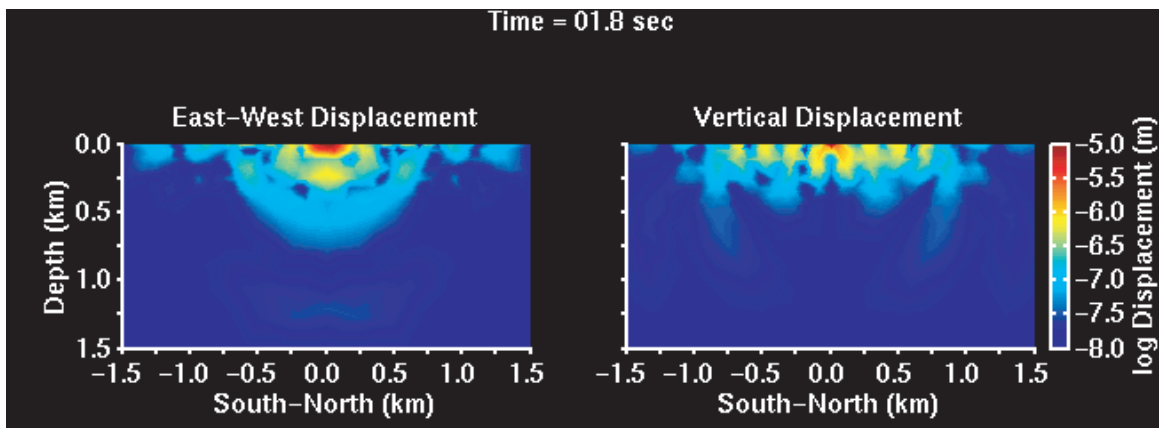 Time = 01.8 sec
East-West Displacement
Vertical Displacement
Depth (km)
0.0
0.5
1.0
1.5
-1.5 -1.0 -0.5 0.0 0.5 1.0 1.5
South-North (km)
-1.5 -1.0 -0.5 0.0 0.5 1.0 1.5
South-North (km)
-5.0
-5.5
-6.0
-6.5
-7.0
-7.5
-8.0
log Displacement (m)